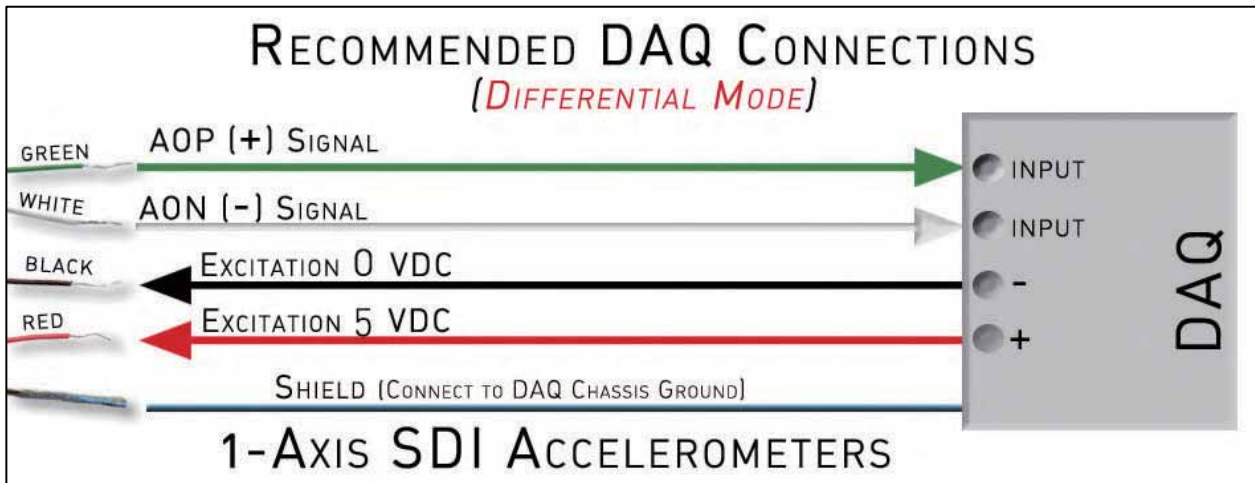 RECOMMENDED DAQ CONNECTIONS
(DIFFERENTIAL MODE)
GREEN
AOP (+) SIGNAL
INPUT
WHITE
AON (-) SIGNAL
INPUT
BLACK
EXCITATION 0 VDC
-
RED
EXCITATION 5 VDC
+
DAQ
SHIELD (CONNECT TO DAQ CHASSIS GROUND)
1-AXIS SDI ACCELEROMETERS